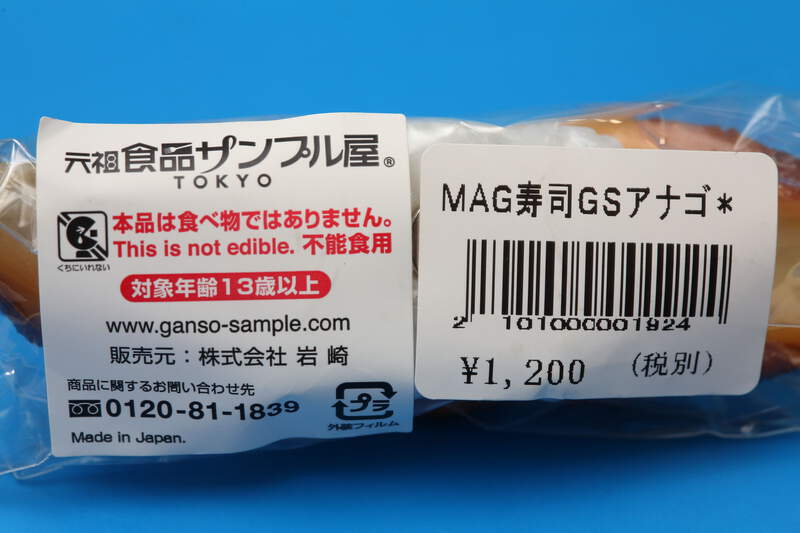 元祖食品サンプル屋®
TOKYO
本品は食べ物ではありません。
This is not edible. 不能食用
くちにいれない
対象年齢13歳以上
www.ganso-sample.com
販売元：株式会社 岩崎
商品に関するお問い合わせ先
0120-81-1839
Made in Japan.
プラ
外装フィルム
MAG寿司GSアナゴ*
2 101000001924
¥1,200 (税別)